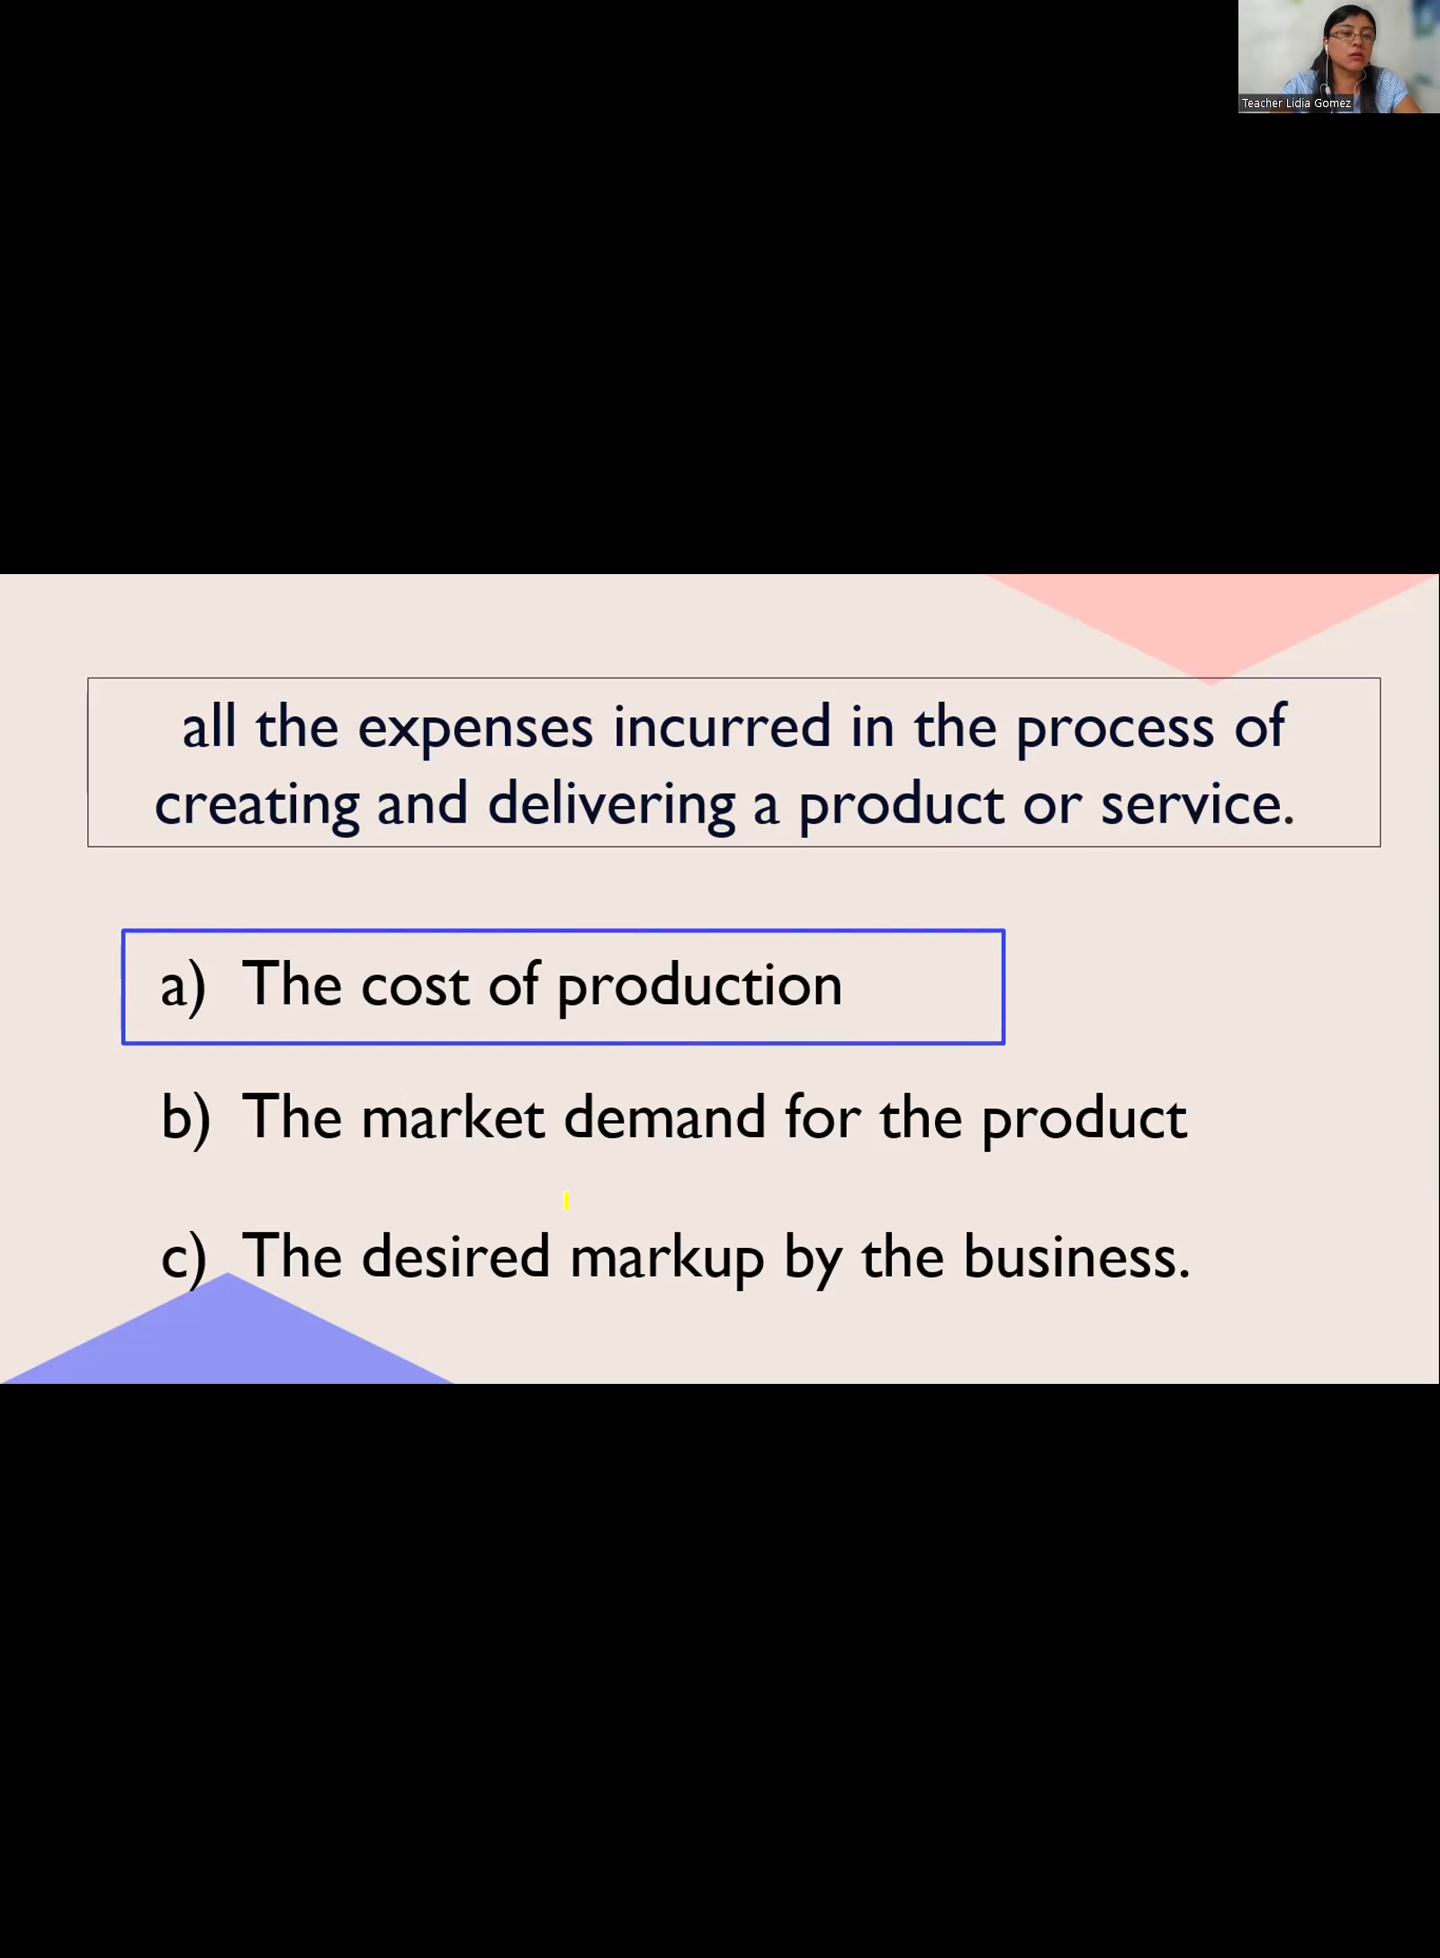 Teacher Lidia Gomez
all the expenses incurred in the process of
creating and delivering a product or service.
a) The cost of production
b) The market demand for the product
c) The desired markup by the business.